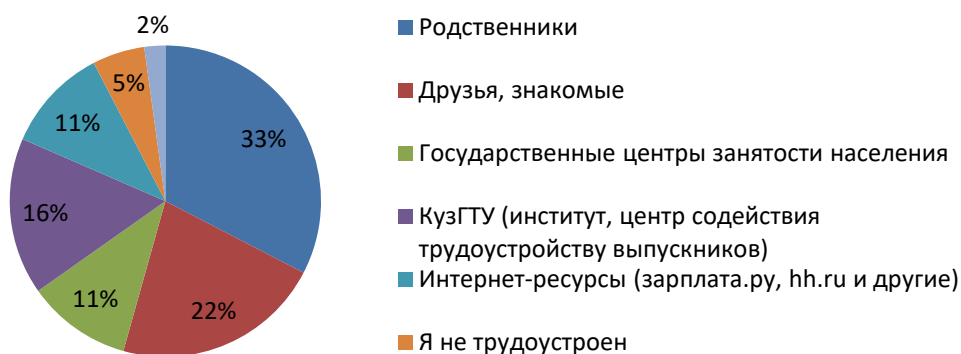 2%
5%
33%
11%
16%
11%
22%
Родственники
Друзья, знакомые
Государственные центры занятости населения
КузГТУ (институт, центр содействия
трудоустройству выпускников)
Интернет-ресурсы (зарплата.ру, hh.ru и другие)
Я не трудоустроен